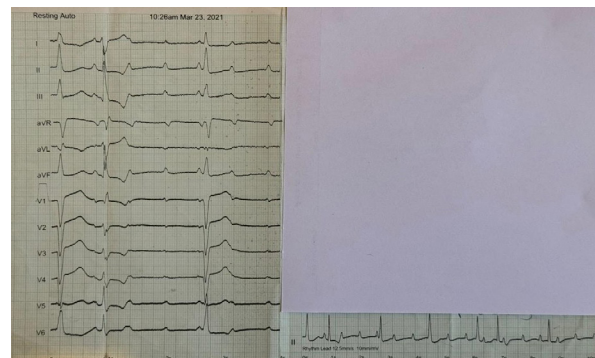 Resting Auto 10:26am Mar 23, 2021
I
II
III
aVR
aVL
aVF
V1
V2
V3
V4
V5
V6
II
Rhythm Lead 12.5mm/s, 10mm/mV